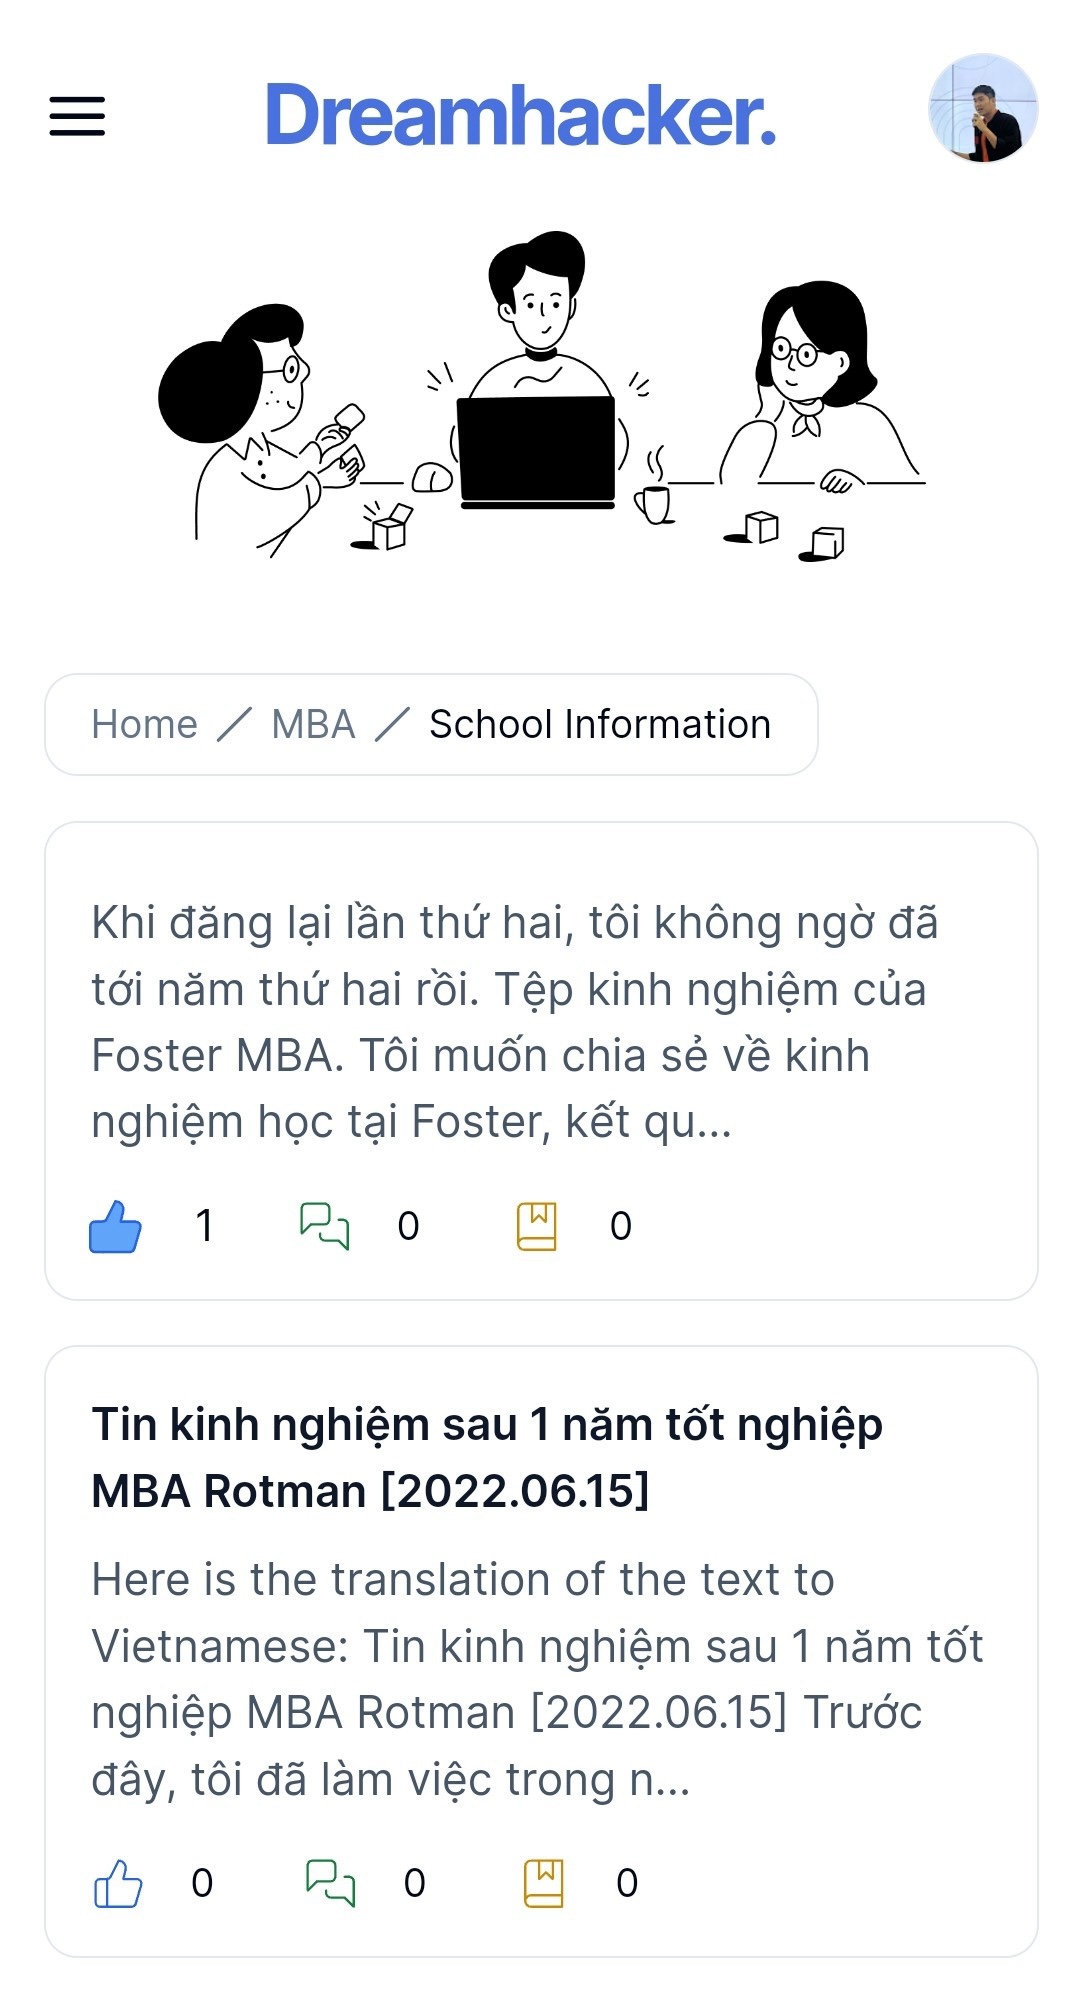 Dreamhacker.
Home / MBA / School Information
Khi đăng lại lần thứ hai, tôi không ngờ đã
tới năm thứ hai rồi. Tệp kinh nghiệm của
Foster MBA. Tôi muốn chia sẻ về kinh
nghiệm học tại Foster, kết qu...
1 0 0
Tin kinh nghiệm sau 1 năm tốt nghiệp
MBA Rotman [2022.06.15]
Here is the translation of the text to
Vietnamese: Tin kinh nghiệm sau 1 năm tốt
nghiệp MBA Rotman [2022.06.15] Trước
đây, tôi đã làm việc trong n...
0 0 0